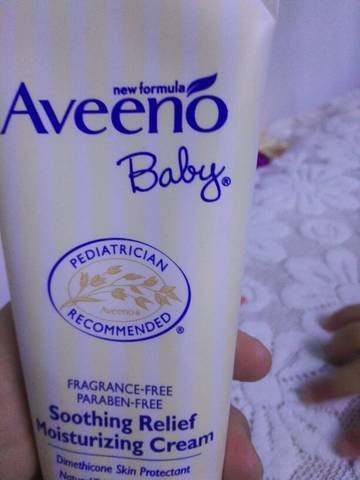 new formula
Aveeno
Baby®
PEDIATRICIAN
Aveeno®
RECOMMENDED®
FRAGRANCE-FREE
PARABEN-FREE
Soothing Relief
Moisturizing Cream
Dimethicone Skin Protectant